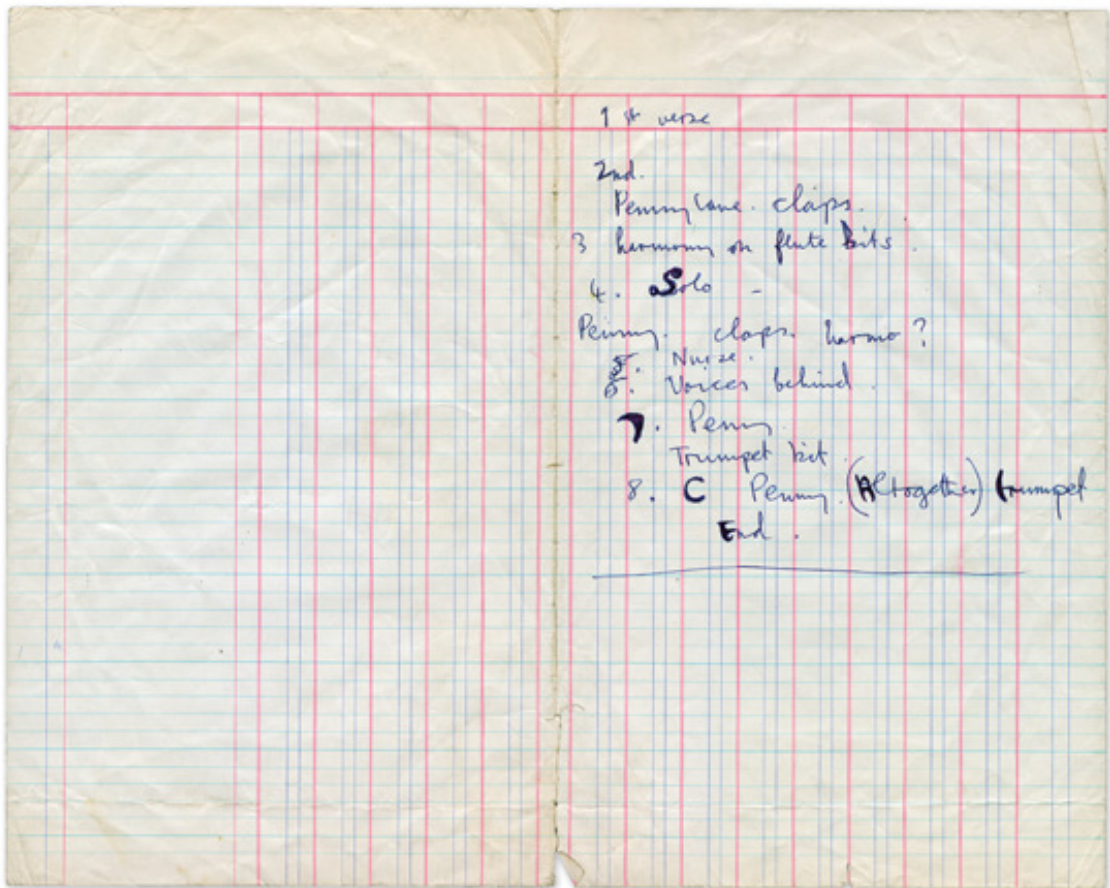 1st verse
2nd.
Penny Lane. claps.
3 harmony on flute bits.
4. Solo -
Penny. claps. harmo?
5. Nurse.
6. Voices behind.
7. Penny
Trumpet bit.
8. C Penny. (Altogether) trumpet
End.